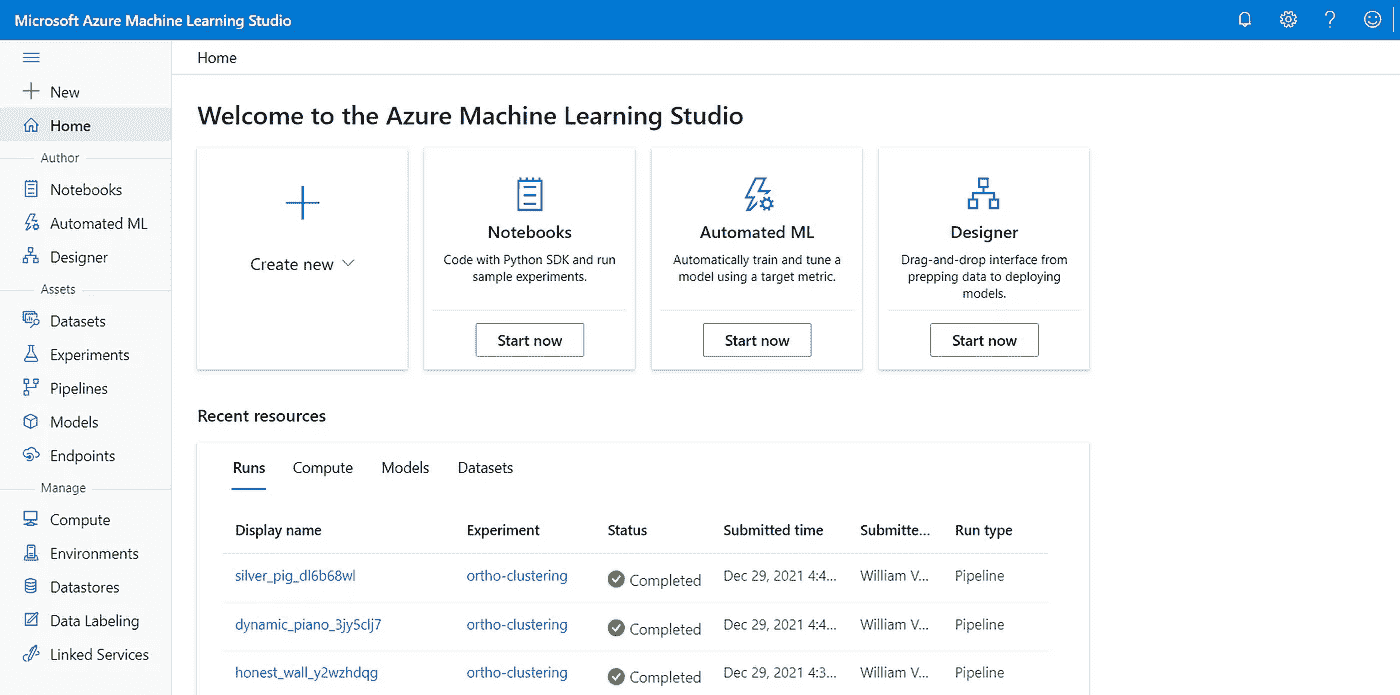 Microsoft Azure Machine Learning Studio
New
Home
Author
Notebooks
Automated ML
Designer
Assets
Datasets
Experiments
Pipelines
Models
Endpoints
Manage
Compute
Environments
Datastores
Data Labeling
Linked Services
Home
Welcome to the Azure Machine Learning Studio
Create new
Notebooks
Code with Python SDK and run
sample experiments.
Start now
Automated ML
Automatically train and tune a
model using a target metric.
Start now
Designer
Drag-and-drop interface from
prepping data to deploying
models.
Start now
Recent resources
Runs Compute Models Datasets
Display name Experiment Status Submitted time Submitte... Run type
silver_pig_dl6b68wl ortho-clustering Completed Dec 29, 2021 4:4... William V... Pipeline
dynamic_piano_3jy5clj7 ortho-clustering Completed Dec 29, 2021 4:4... William V... Pipeline
honest_wall_y2wzhdqg ortho-clustering Completed Dec 29, 2021 4:3... William V... Pipeline